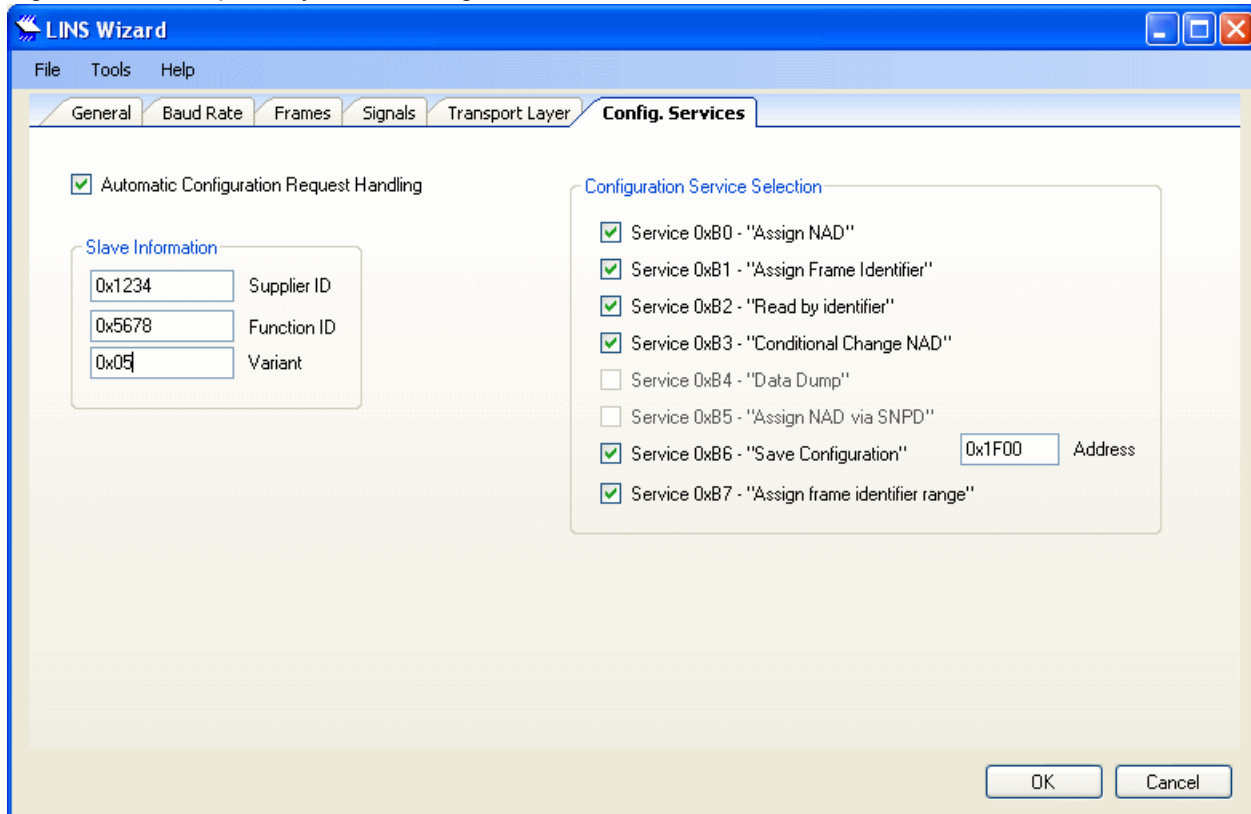 LINS Wizard
File Tools Help
General Baud Rate Frames Signals Transport Layer Config. Services
Automatic Configuration Request Handling
Slave Information
0x1234 Supplier ID
0x5678 Function ID
0x05 Variant
Configuration Service Selection
Service 0xB0 - "Assign NAD"
Service 0xB1 - "Assign Frame Identifier"
Service 0xB2 - "Read by identifier"
Service 0xB3 - "Conditional Change NAD"
Service 0xB4 - "Data Dump"
Service 0xB5 - "Assign NAD via SNPD"
Service 0xB6 - "Save Configuration" 0x1F00 Address
Service 0xB7 - "Assign frame identifier range"
OK Cancel